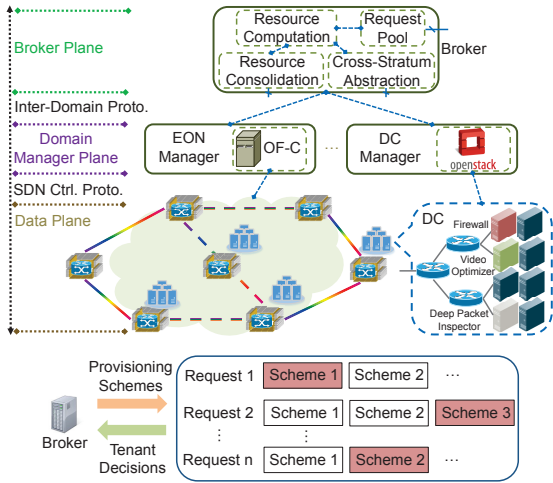 Broker Plane
Resource
Computation
Request
Pool
Broker
Resource
Consolidation
Cross-Stratum
Abstraction
Inter-Domain Proto.
Domain
Manager Plane
EON
Manager
OF-C
...
DC
Manager
openstack
SDN Ctrl. Proto.
Data Plane
DC
Firewall
Video
Optimizer
Deep Packet
Inspector
Provisioning
Schemes
Broker
Tenant
Decisions
Request 1 Scheme 1 Scheme 2 ...
Request 2 Scheme 1 Scheme 2 Scheme 3
⋮ ⋮
Request n Scheme 1 Scheme 2 ...